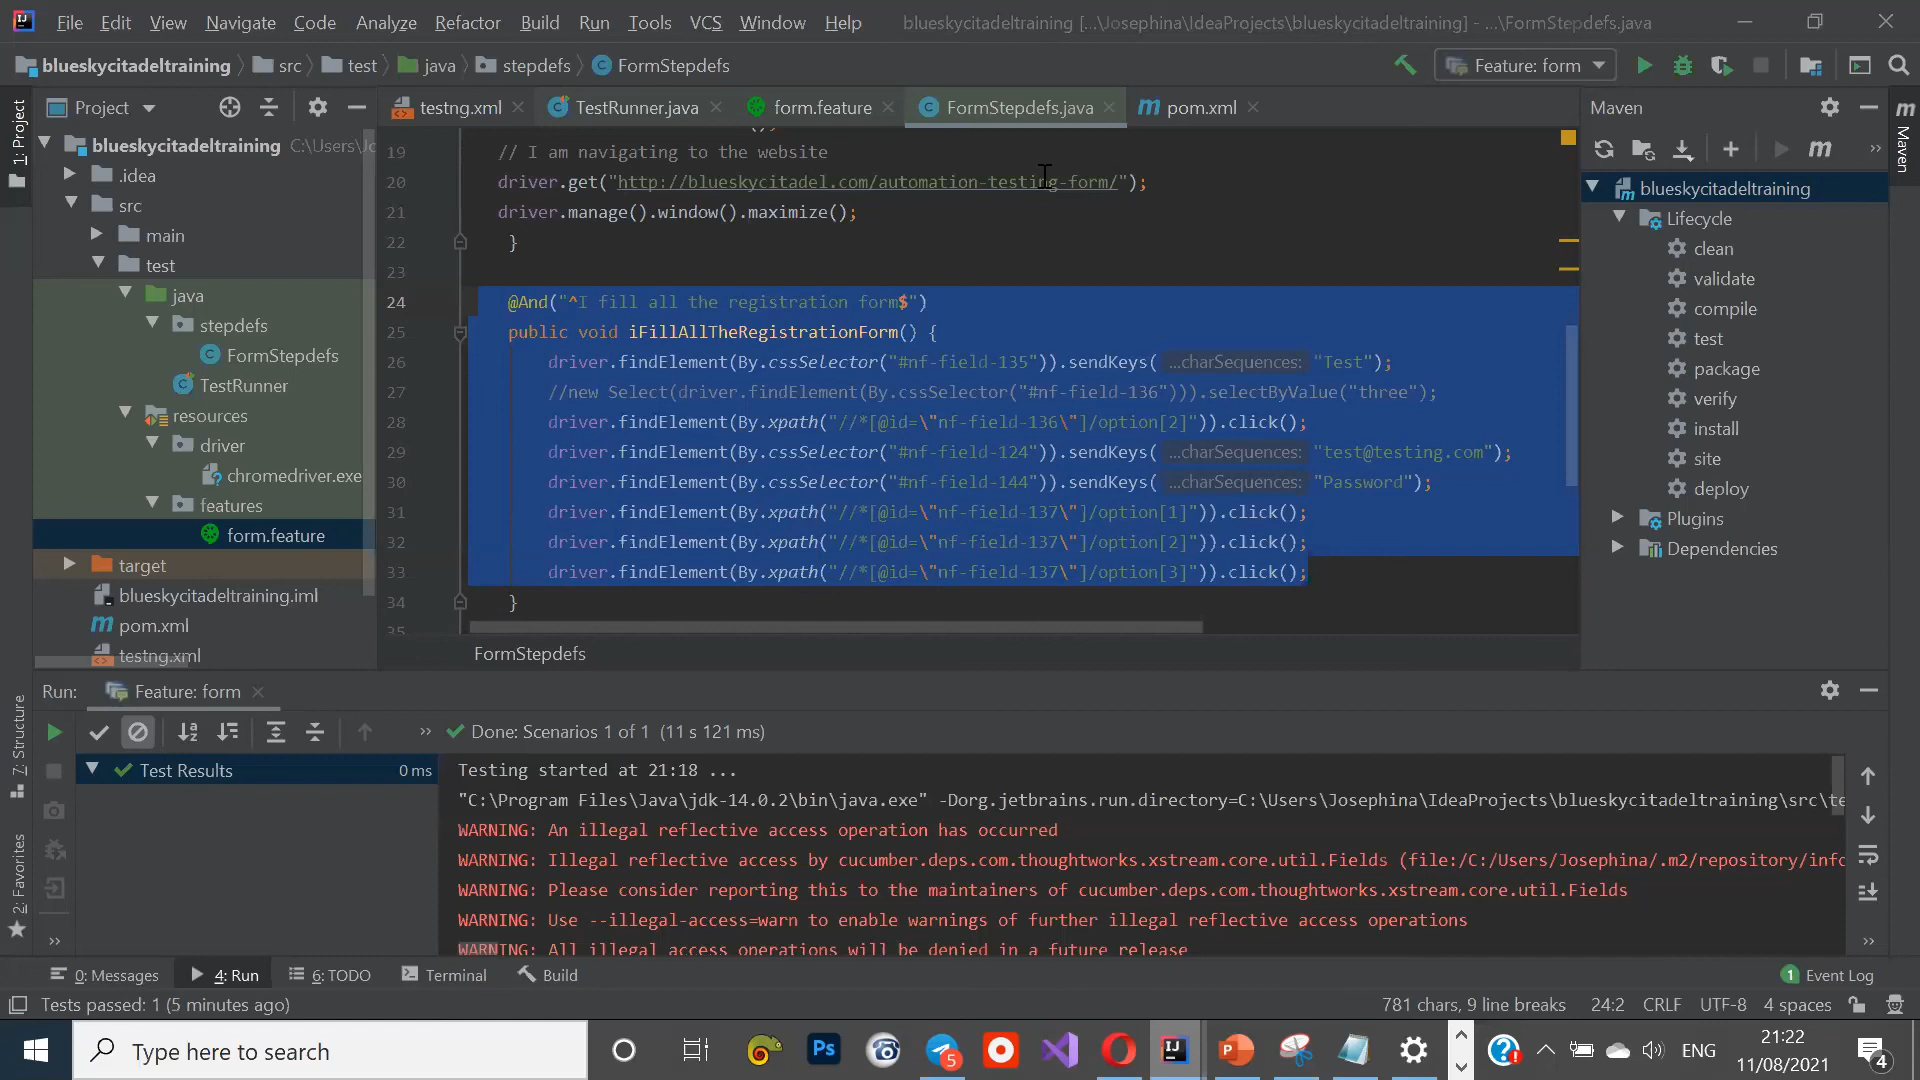 File Edit View Navigate Code Analyze Refactor Build Run Tools VCS Window Help blueskycitadeltraining [...\Josephina\IdeaProjects\blueskycitadeltraining] - ...\FormStepdefs.java
blueskycitadeltraining src test java stepdefs FormStepdefs Feature: form
1: Project
Project
testng.xml TestRunner.java form.feature FormStepdefs.java pom.xml
Maven
Maven
blueskycitadeltraining C:\Users\Jo
.idea
src
main
test
java
stepdefs
FormStepdefs
TestRunner
resources
driver
chromedriver.exe
features
form.feature
target
blueskycitadeltraining.iml
pom.xml
testng.xml
19 // I am navigating to the website
20 driver.get("http://blueskycitadel.com/automation-testing-form/");
21 driver.manage().window().maximize();
22 }
23
24 @And("^I fill all the registration form$")
25 public void iFillAllTheRegistrationForm() {
26 driver.findElement(By.cssSelector("#nf-field-135")).sendKeys( ...charSequences: "Test");
27 //new Select(driver.findElement(By.cssSelector("#nf-field-136"))).selectByValue("three");
28 driver.findElement(By.xpath("//*[@id=\"nf-field-136\"]/option[2]")).click();
29 driver.findElement(By.cssSelector("#nf-field-124")).sendKeys( ...charSequences: "test@testing.com");
30 driver.findElement(By.cssSelector("#nf-field-144")).sendKeys( ...charSequences: "Password");
31 driver.findElement(By.xpath("//*[@id=\"nf-field-137\"]/option[1]")).click();
32 driver.findElement(By.xpath("//*[@id=\"nf-field-137\"]/option[2]")).click();
33 driver.findElement(By.xpath("//*[@id=\"nf-field-137\"]/option[3]")).click();
34 }
35
FormStepdefs
blueskycitadeltraining
Lifecycle
clean
validate
compile
test
package
verify
install
site
deploy
Plugins
Dependencies
Run: Feature: form
7: Structure
2: Favorites
Done: Scenarios 1 of 1 (11 s 121 ms)
Test Results 0 ms
Testing started at 21:18 ...
"C:\Program Files\Java\jdk-14.0.2\bin\java.exe" -Dorg.jetbrains.run.directory=C:\Users\Josephina\IdeaProjects\blueskycitadeltraining\src\te
WARNING: An illegal reflective access operation has occurred
WARNING: Illegal reflective access by cucumber.deps.com.thoughtworks.xstream.core.util.Fields (file:/C:/Users/Josephina/.m2/repository/info
WARNING: Please consider reporting this to the maintainers of cucumber.deps.com.thoughtworks.xstream.core.util.Fields
WARNING: Use --illegal-access=warn to enable warnings of further illegal reflective access operations
WARNING: All illegal access operations will be denied in a future release
0: Messages 4: Run 6: TODO Terminal Build 1 Event Log
Tests passed: 1 (5 minutes ago) 781 chars, 9 line breaks 24:2 CRLF UTF-8 4 spaces
Type here to search Ps 5 ENG 21:22
11/08/2021 4